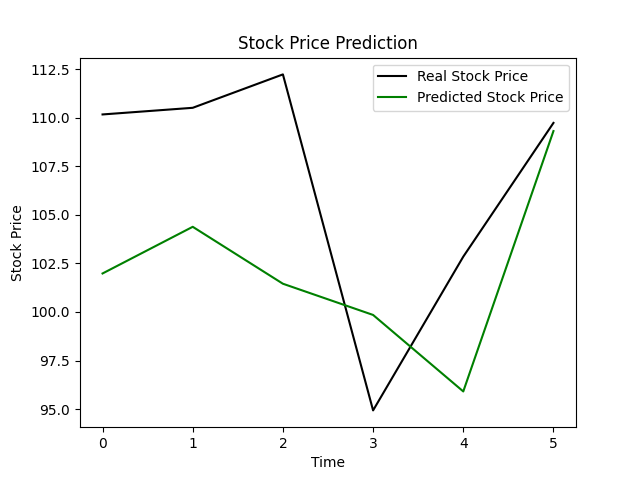 Stock Price Prediction
Real Stock Price
Predicted Stock Price
112.5
110.0
107.5
105.0
102.5
100.0
97.5
95.0
Stock Price
0 1 2 3 4 5
Time